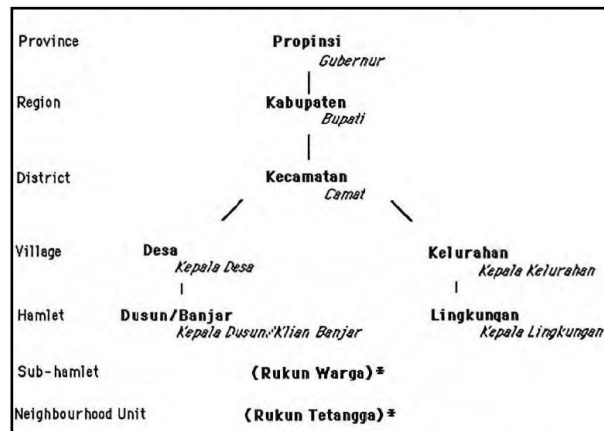 Province Propinsi
Gubernur
Region Kabupaten
Bupati
District Kecamatan
Camat
Village Desa Kelurahan
Kepala Desa Kepala Kelurahan
Hamlet Dusun/Banjar Lingkungan
Kepala Dusun/Klian Banjar Kepala Lingkungan
Sub-hamlet (Rukun Warga)*
Neighbourhood Unit (Rukun Tetangga)*